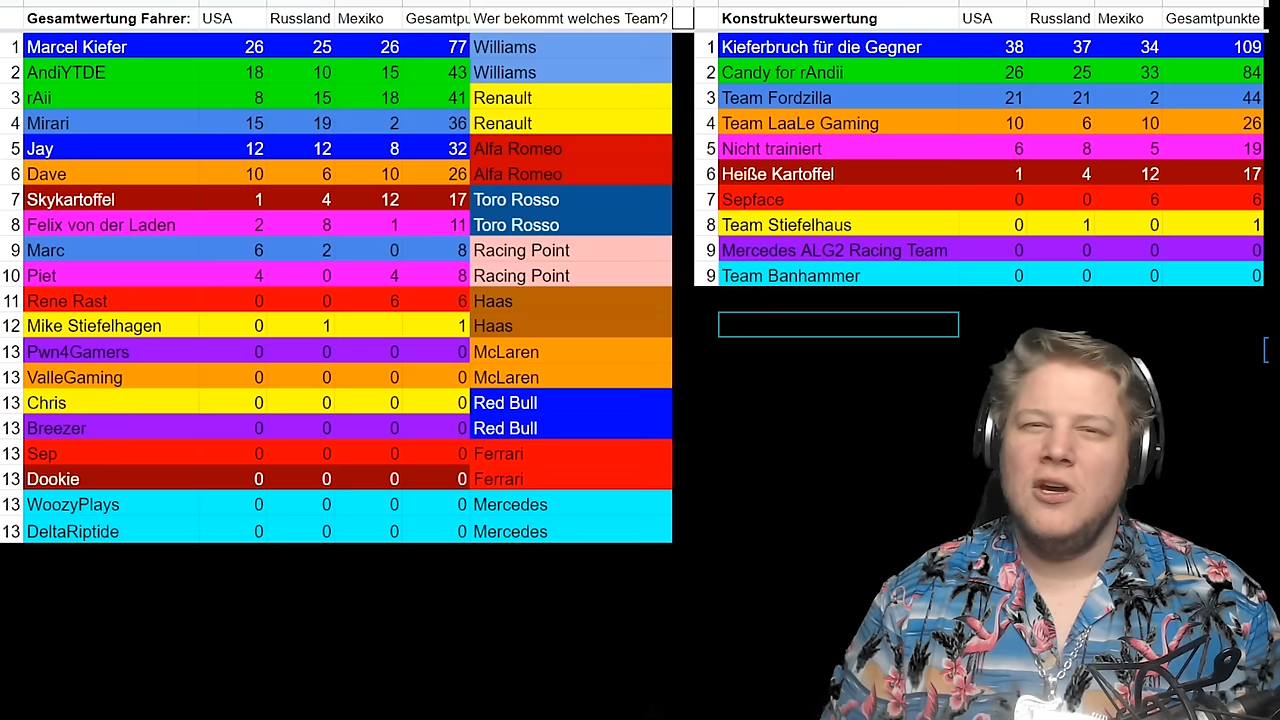 Gesamtwertung Fahrer: USA Russland Mexiko Gesamtpu Wer bekommt welches Team?
1 Marcel Kiefer 26 25 26 77 Williams
2 AndiYTDE 18 10 15 43 Williams
3 rAii 8 15 18 41 Renault
4 Mirari 15 19 2 36 Renault
5 Jay 12 12 8 32 Alfa Romeo
6 Dave 10 6 10 26 Alfa Romeo
7 Skykartoffel 1 4 12 17 Toro Rosso
8 Felix von der Laden 2 8 1 11 Toro Rosso
9 Marc 6 2 0 8 Racing Point
10 Piet 4 0 4 8 Racing Point
11 Rene Rast 0 0 6 6 Haas
12 Mike Stiefelhagen 0 1 1 Haas
13 Pwn4Gamers 0 0 0 0 McLaren
13 ValleGaming 0 0 0 0 McLaren
13 Chris 0 0 0 0 Red Bull
13 Breezer 0 0 0 0 Red Bull
13 Sep 0 0 0 0 Ferrari
13 Dookie 0 0 0 0 Ferrari
13 WoozyPlays 0 0 0 0 Mercedes
13 DeltaRiptide 0 0 0 0 Mercedes
Konstrukteurswertung USA Russland Mexiko Gesamtpunkte
1 Kieferbruch für die Gegner 38 37 34 109
2 Candy for rAndii 26 25 33 84
3 Team Fordzilla 21 21 2 44
4 Team LaaLe Gaming 10 6 10 26
5 Nicht trainiert 6 8 5 19
6 Heiße Kartoffel 1 4 12 17
7 Sepface 0 0 6 6
8 Team Stiefelhaus 0 1 0 1
9 Mercedes ALG2 Racing Team 0 0 0 0
9 Team Banhammer 0 0 0 0